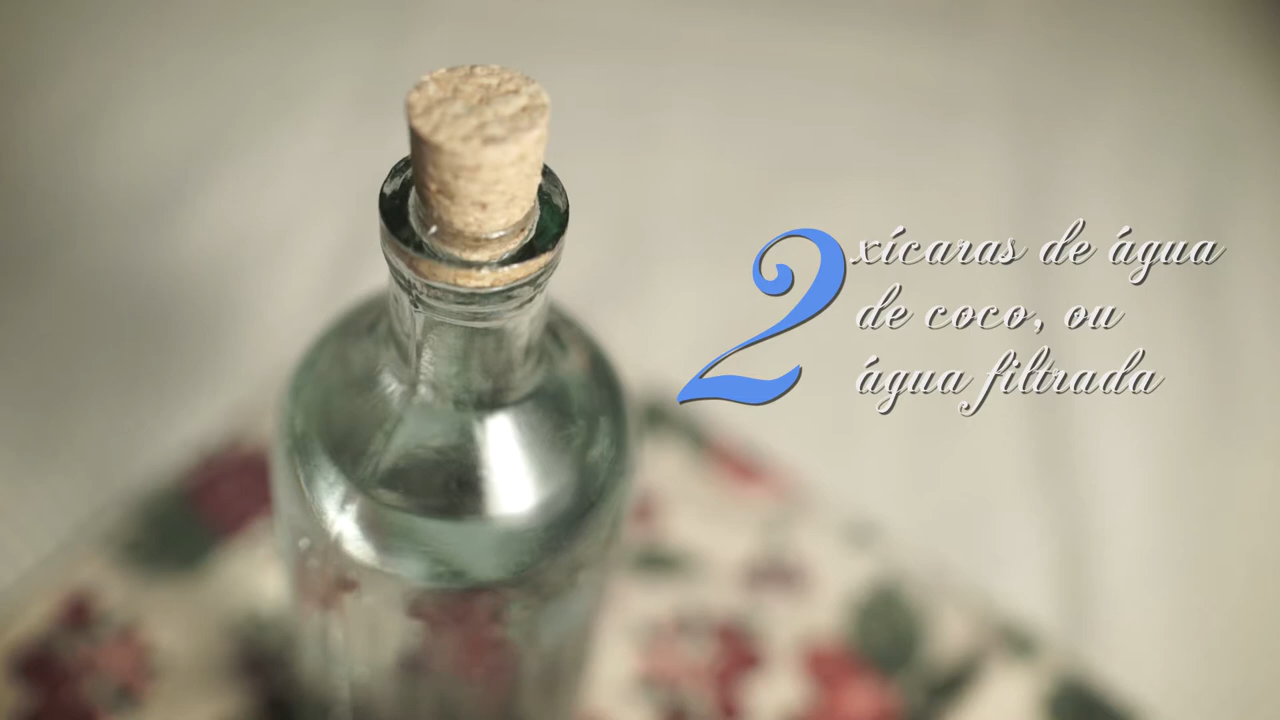 2 xícaras de água
de coco, ou
água filtrada